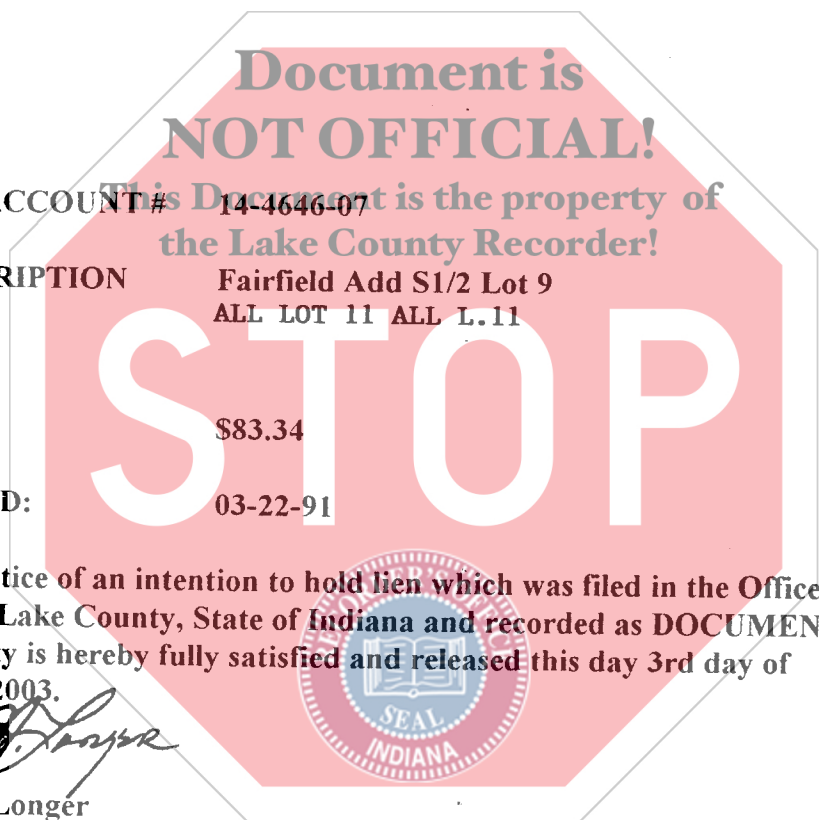 Document is
NOT OFFICIAL!
This Document is the property of
the Lake County Recorder!
CCOUNT # 14-4646-07
RIPTION Fairfield Add S1/2 Lot 9
ALL LOT 11 ALL L.11
STOP
$83.34
D: 03-22-91
tice of an intention to hold lien which was filed in the Office
Lake County, State of Indiana and recorded as DOCUMEN
y is hereby fully satisfied and released this day 3rd day of
2003.
RECORDER'S OFFICE
SEAL
INDIANA
Longer